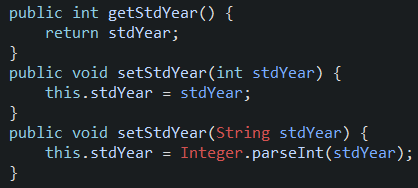 public int getStdYear() {
    return stdYear;
}
public void setStdYear(int stdYear) {
    this.stdYear = stdYear;
}
public void setStdYear(String stdYear) {
    this.stdYear = Integer.parseInt(stdYear);
}